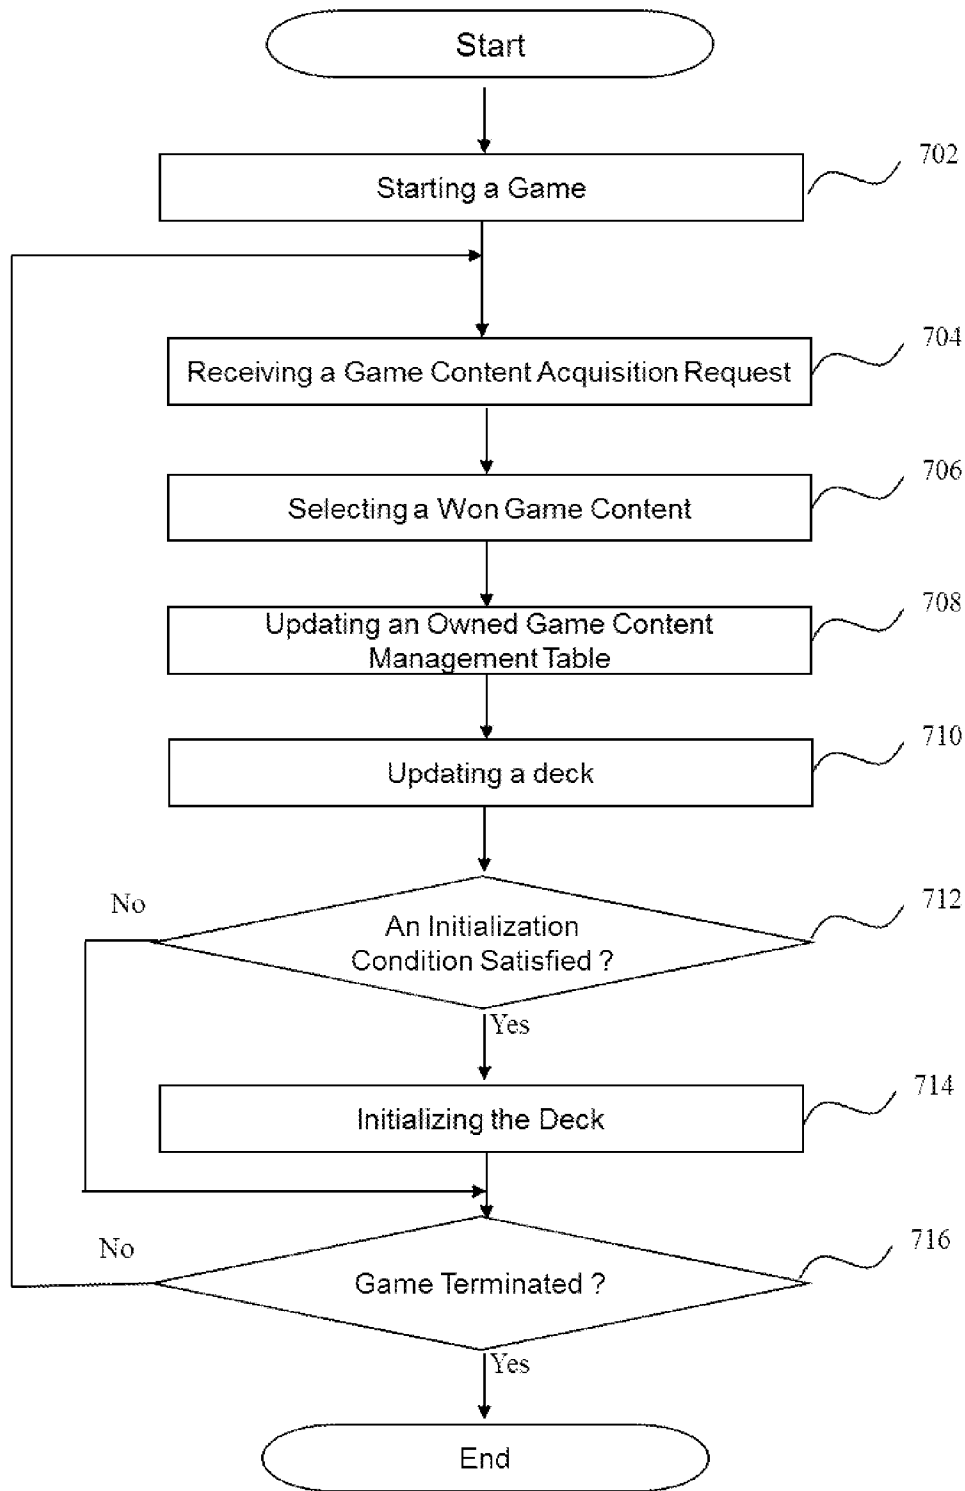 Start
702
Starting a Game
704
Receiving a Game Content Acquisition Request
706
Selecting a Won Game Content
708
Updating an Owned Game Content
Management Table
710
Updating a deck
No
712
An Initialization
Condition Satisfied ?
Yes
714
Initializing the Deck
No
716
Game Terminated ?
Yes
End